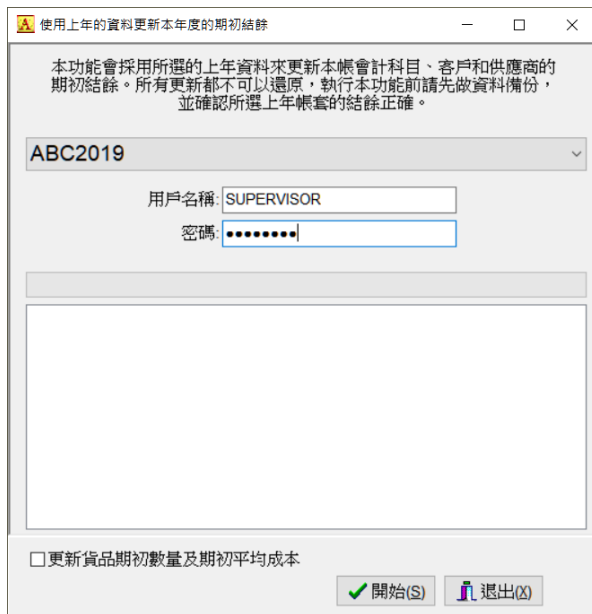 使用上年的資料更新本年度的期初結餘
本功能會採用所選的上年資料來更新本帳會計科目、客戶和供應商的
期初結餘。所有更新都不可以還原，執行本功能前請先做資料備份，
並確認所選上年帳套的結餘正確。
ABC2019
用戶名稱: SUPERVISOR
密碼: ••••••••
更新貨品期初數量及期初平均成本
開始(S) 退出(X)